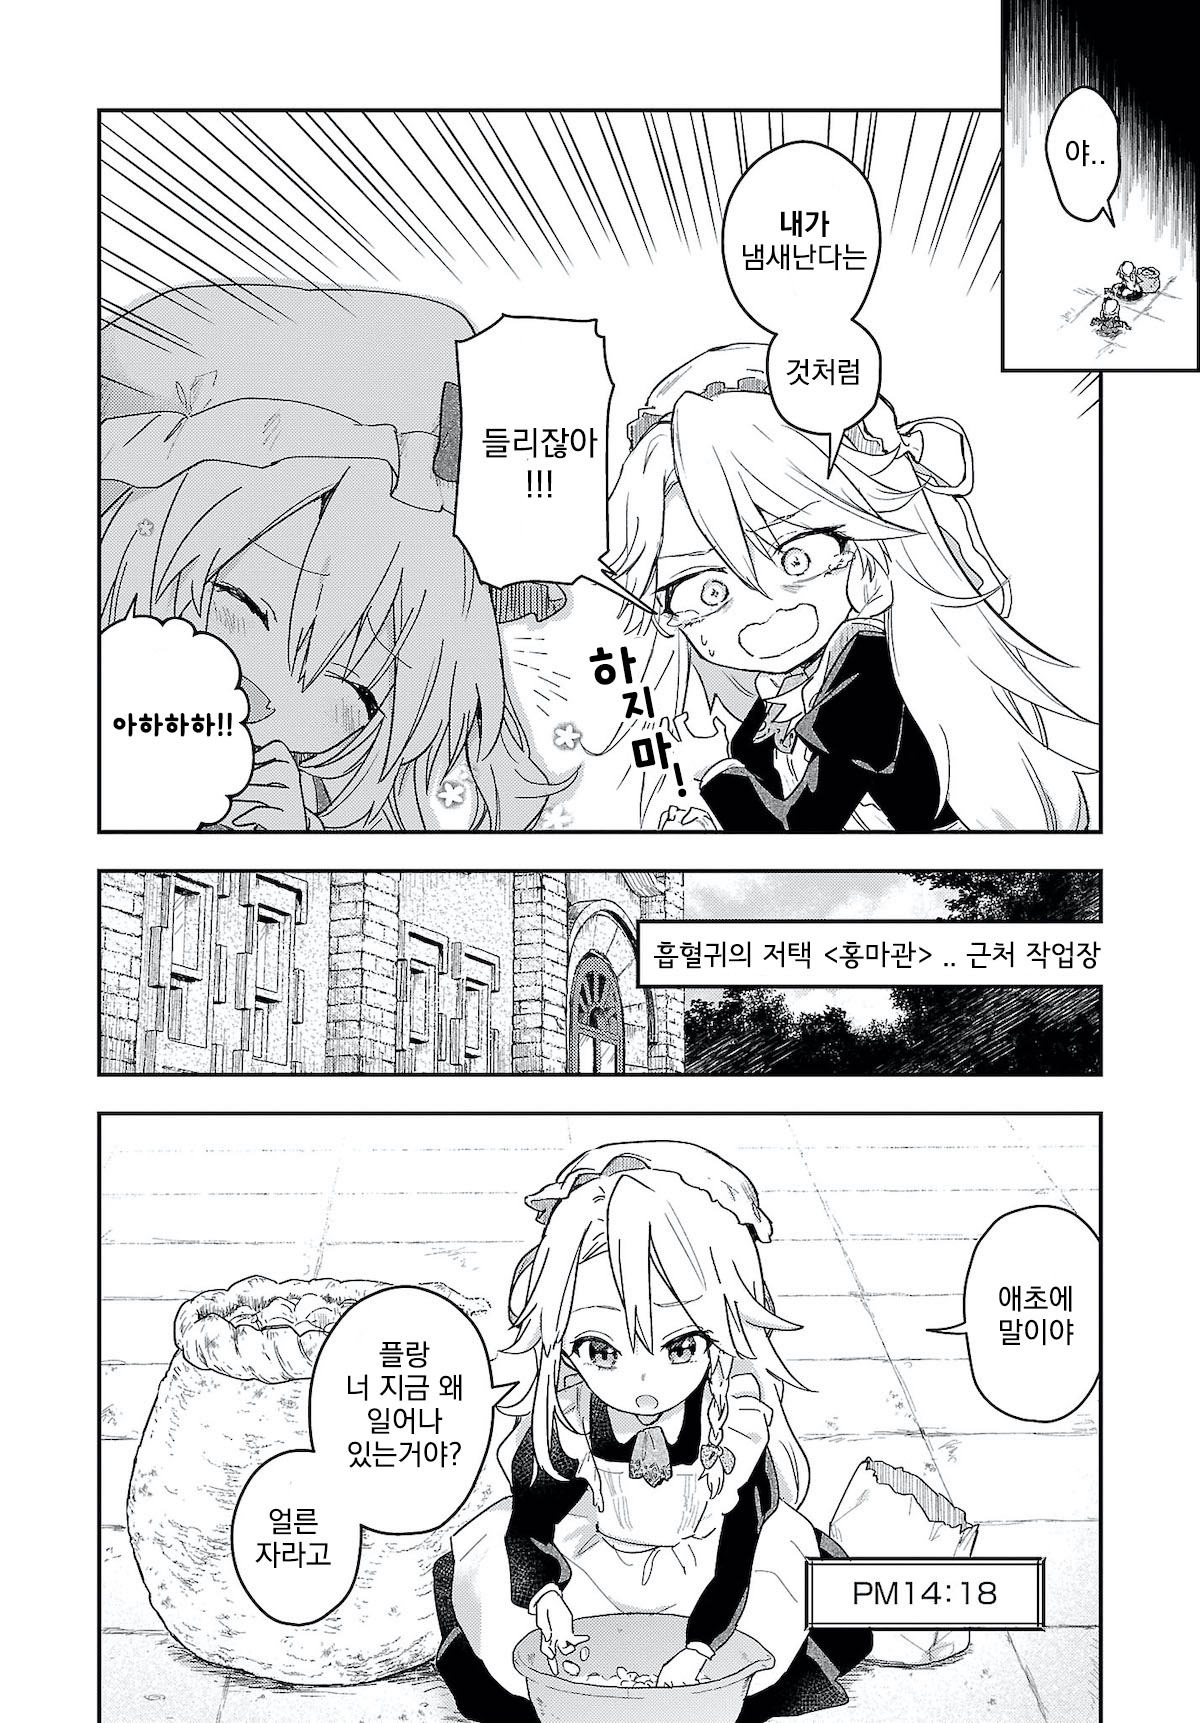 야..
내가
냄새난다는
것처럼
들리잖아
!!!
하지마!
아하하하!!
흡혈귀의 저택 <홍마관> .. 근처 작업장
애초에
말이야
플랑
너 지금 왜
일어나
있는거야?
얼른
자라고
PM14:18